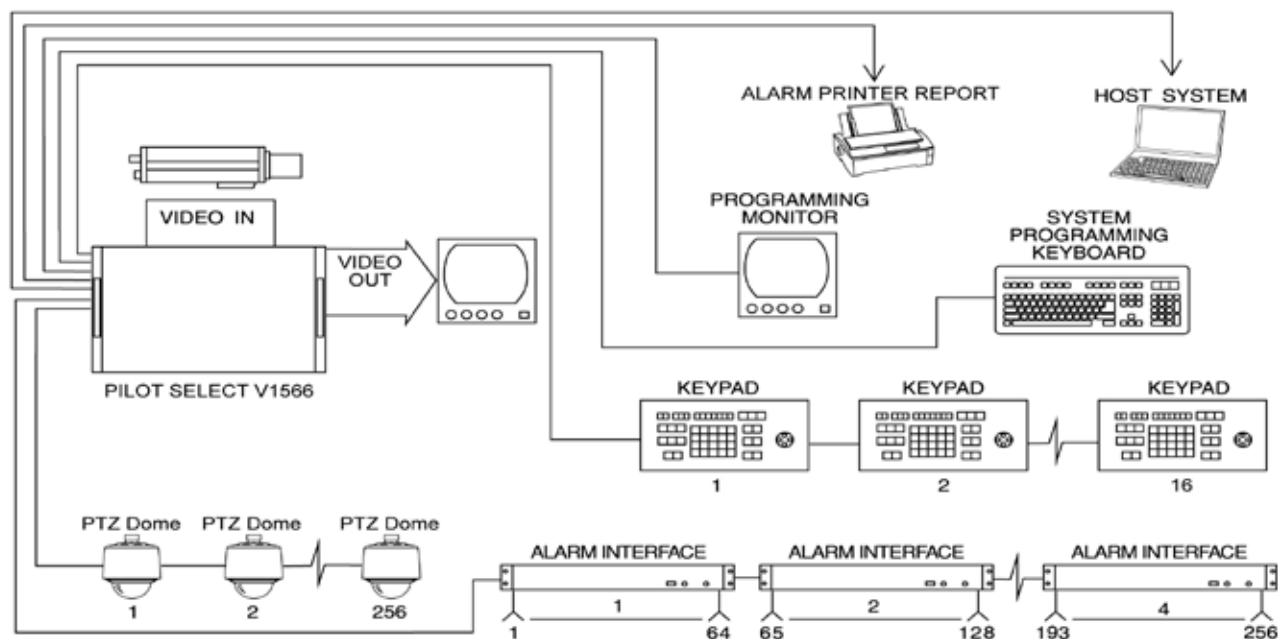 ALARM PRINTER REPORT
HOST SYSTEM
VIDEO IN
PROGRAMMING
MONITOR
SYSTEM
PROGRAMMING
KEYBOARD
VIDEO
OUT
PILOT SELECT V1566
KEYPAD
KEYPAD
KEYPAD
1
2
16
PTZ Dome
PTZ Dome
PTZ Dome
1
2
256
ALARM INTERFACE
ALARM INTERFACE
ALARM INTERFACE
1
2
4
1
64
65
128
193
256